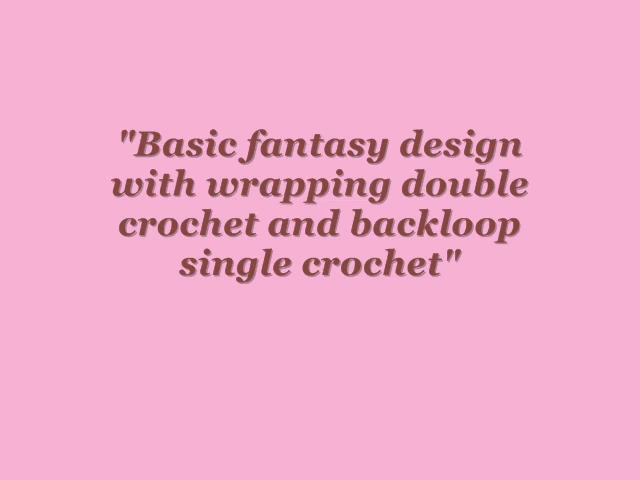 "Basic fantasy design
with wrapping double
crochet and backloop
single crochet"